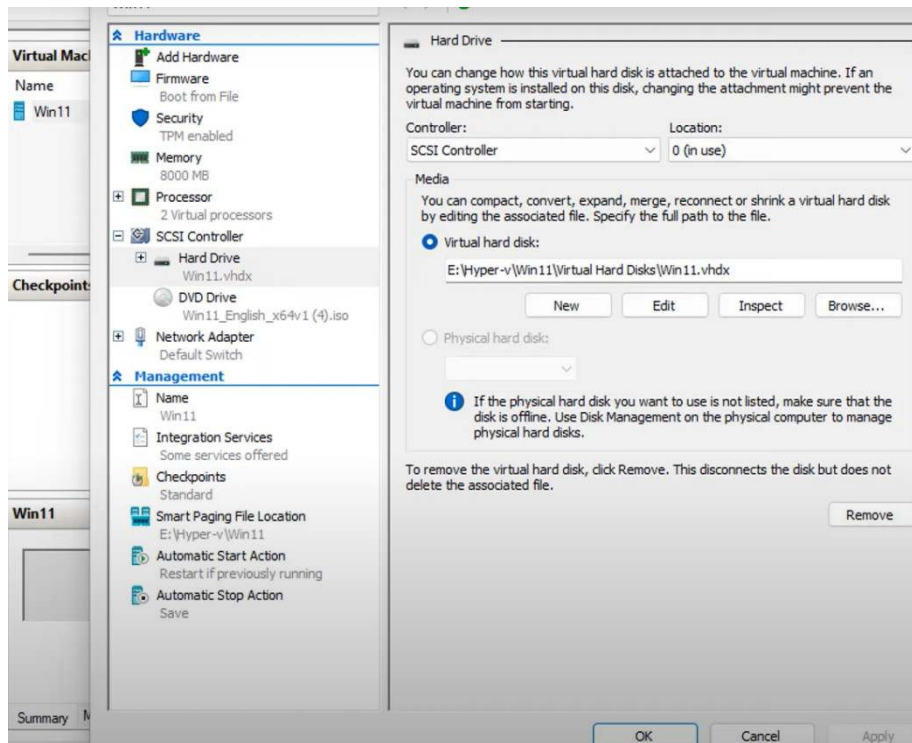 Virtual Mac
Name
Win11
Checkpoint
Win11
Summary
Hardware
Add Hardware
Firmware
Boot from File
Security
TPM enabled
Memory
8000 MB
Processor
2 Virtual processors
SCSI Controller
Hard Drive
Win11.vhdx
DVD Drive
Win11_English_x64v1 (4).iso
Network Adapter
Default Switch
Management
Name
Win11
Integration Services
Some services offered
Checkpoints
Standard
Smart Paging File Location
E:\Hyper-v\Win11
Automatic Start Action
Restart if previously running
Automatic Stop Action
Save
Hard Drive
You can change how this virtual hard disk is attached to the virtual machine. If an
operating system is installed on this disk, changing the attachment might prevent the
virtual machine from starting.
Controller: Location:
SCSI Controller 0 (in use)
Media
You can compact, convert, expand, merge, reconnect or shrink a virtual hard disk
by editing the associated file. Specify the full path to the file.
Virtual hard disk:
E:\Hyper-v\Win11\Virtual Hard Disks\Win11.vhdx
New Edit Inspect Browse...
Physical hard disk:
If the physical hard disk you want to use is not listed, make sure that the
disk is offline. Use Disk Management on the physical computer to manage
physical hard disks.
To remove the virtual hard disk, click Remove. This disconnects the disk but does not
delete the associated file.
Remove
OK Cancel Apply